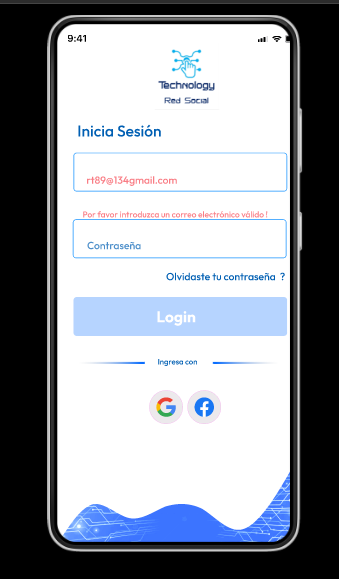 9:41
Technology
Red Social
Inicia Sesión
rt89@134gmail.com
Por favor introduzca un correo electrónico válido !
Contraseña
Olvidaste tu contraseña ?
Login
Ingresa con